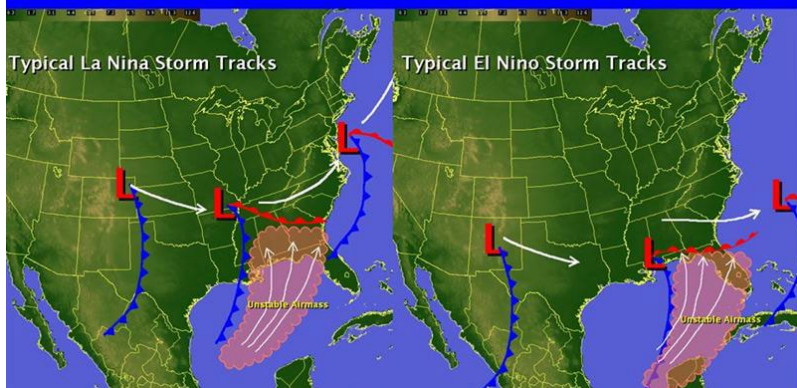 Typical La Nina Storm Tracks
L
L
L
Unstable Airmass
Typical El Nino Storm Tracks
L
L
L
Unstable Airmass